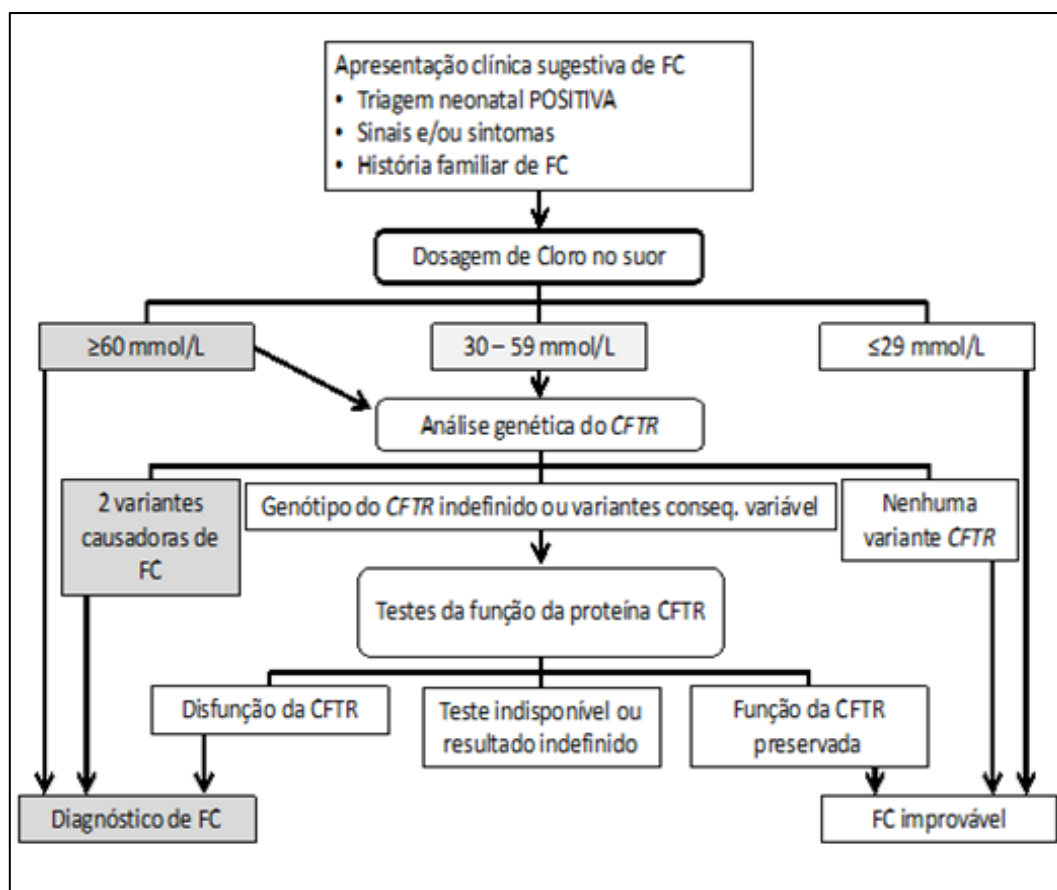 Apresentação clínica sugestiva de FC
• Triagem neonatal POSITIVA
• Sinais e/ou sintomas
• História familiar de FC
Dosagem de Cloro no suor
≥60 mmol/L
30 – 59 mmol/L
≤29 mmol/L
Análise genética do CFTR
2 variantes
causadoras de
FC
Genótipo do CFTR indefinido ou variantes conseq. variável
Nenhuma
variante CFTR
Testes da função da proteína CFTR
Disfunção da CFTR
Teste indisponível ou
resultado indefinido
Função da CFTR
preservada
Diagnóstico de FC
FC improvável